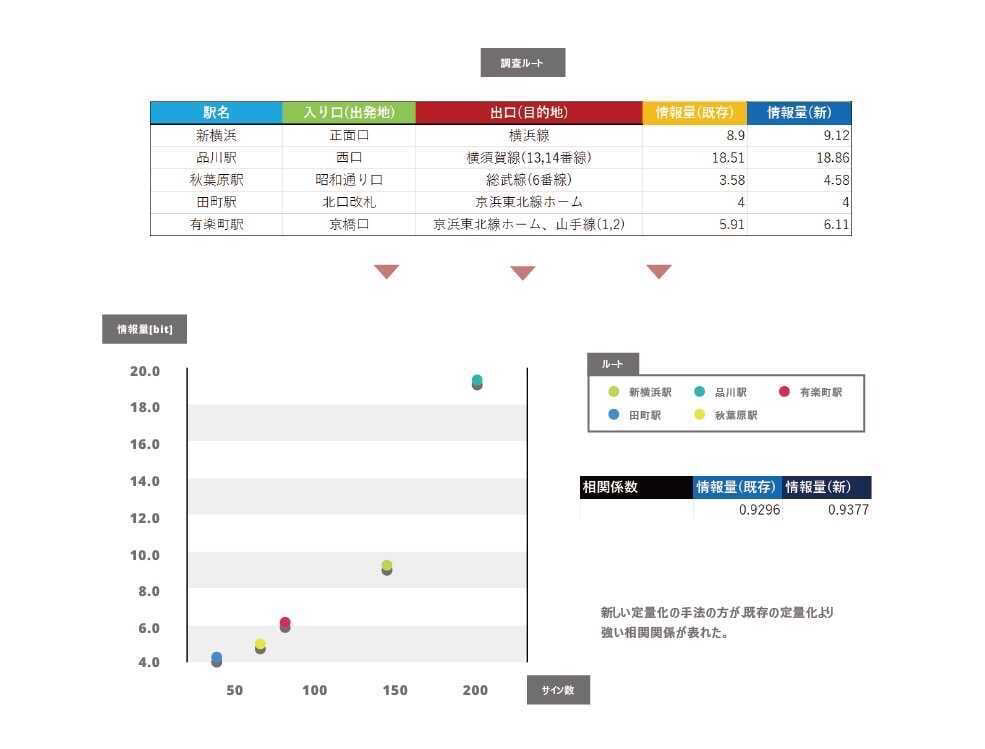 調査ルート
駅名 入り口(出発地) 出口(目的地) 情報量(既存) 情報量(新)
新横浜 正面口 横浜線 8.9 9.12
品川駅 西口 横須賀線(13,14番線) 18.51 18.86
秋葉原駅 昭和通り口 総武線(6番線) 3.58 4.58
田町駅 北口改札 京浜東北線ホーム 4 4
有楽町駅 京橋口 京浜東北線ホーム、山手線(1,2) 5.91 6.11
情報量[bit]
20.0
18.0
16.0
14.0
12.0
10.0
8.0
6.0
4.0
50 100 150 200
サイン数
ルート
新横浜駅 品川駅 有楽町駅
田町駅 秋葉原駅
相関係数 情報量(既存) 情報量(新)
0.9296 0.9377
新しい定量化の手法の方が、既存の定量化より
強い相関関係が表れた。